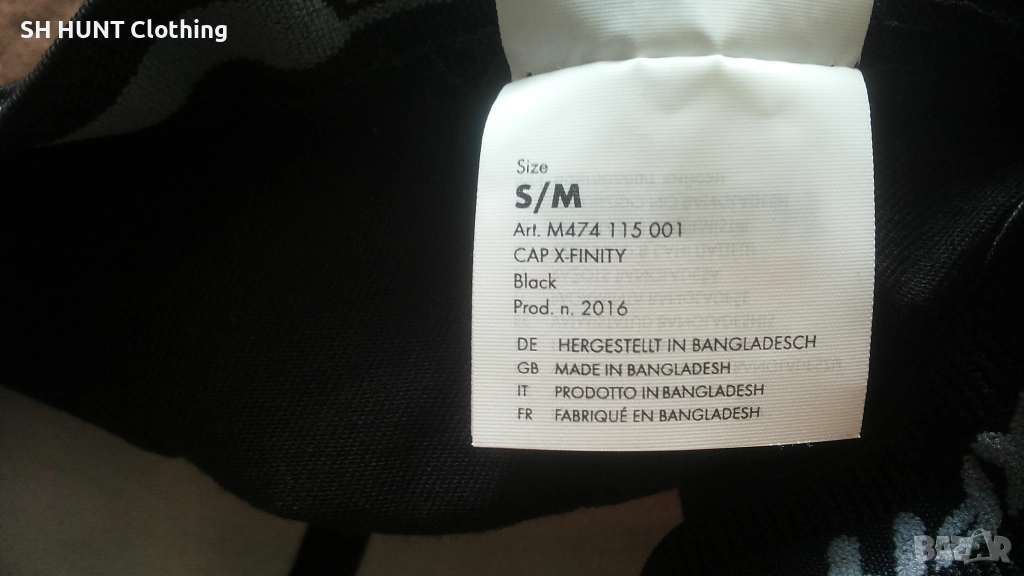 SH HUNT Clothing
Size
S/M
Art. M474 115 001
CAP X-FINITY
Black
Prod. n. 2016
DE HERGESTELLT IN BANGLADESCH
GB MADE IN BANGLADESH
IT PRODOTTO IN BANGLADESH
FR FABRIQUÉ EN BANGLADESH
BAZAR